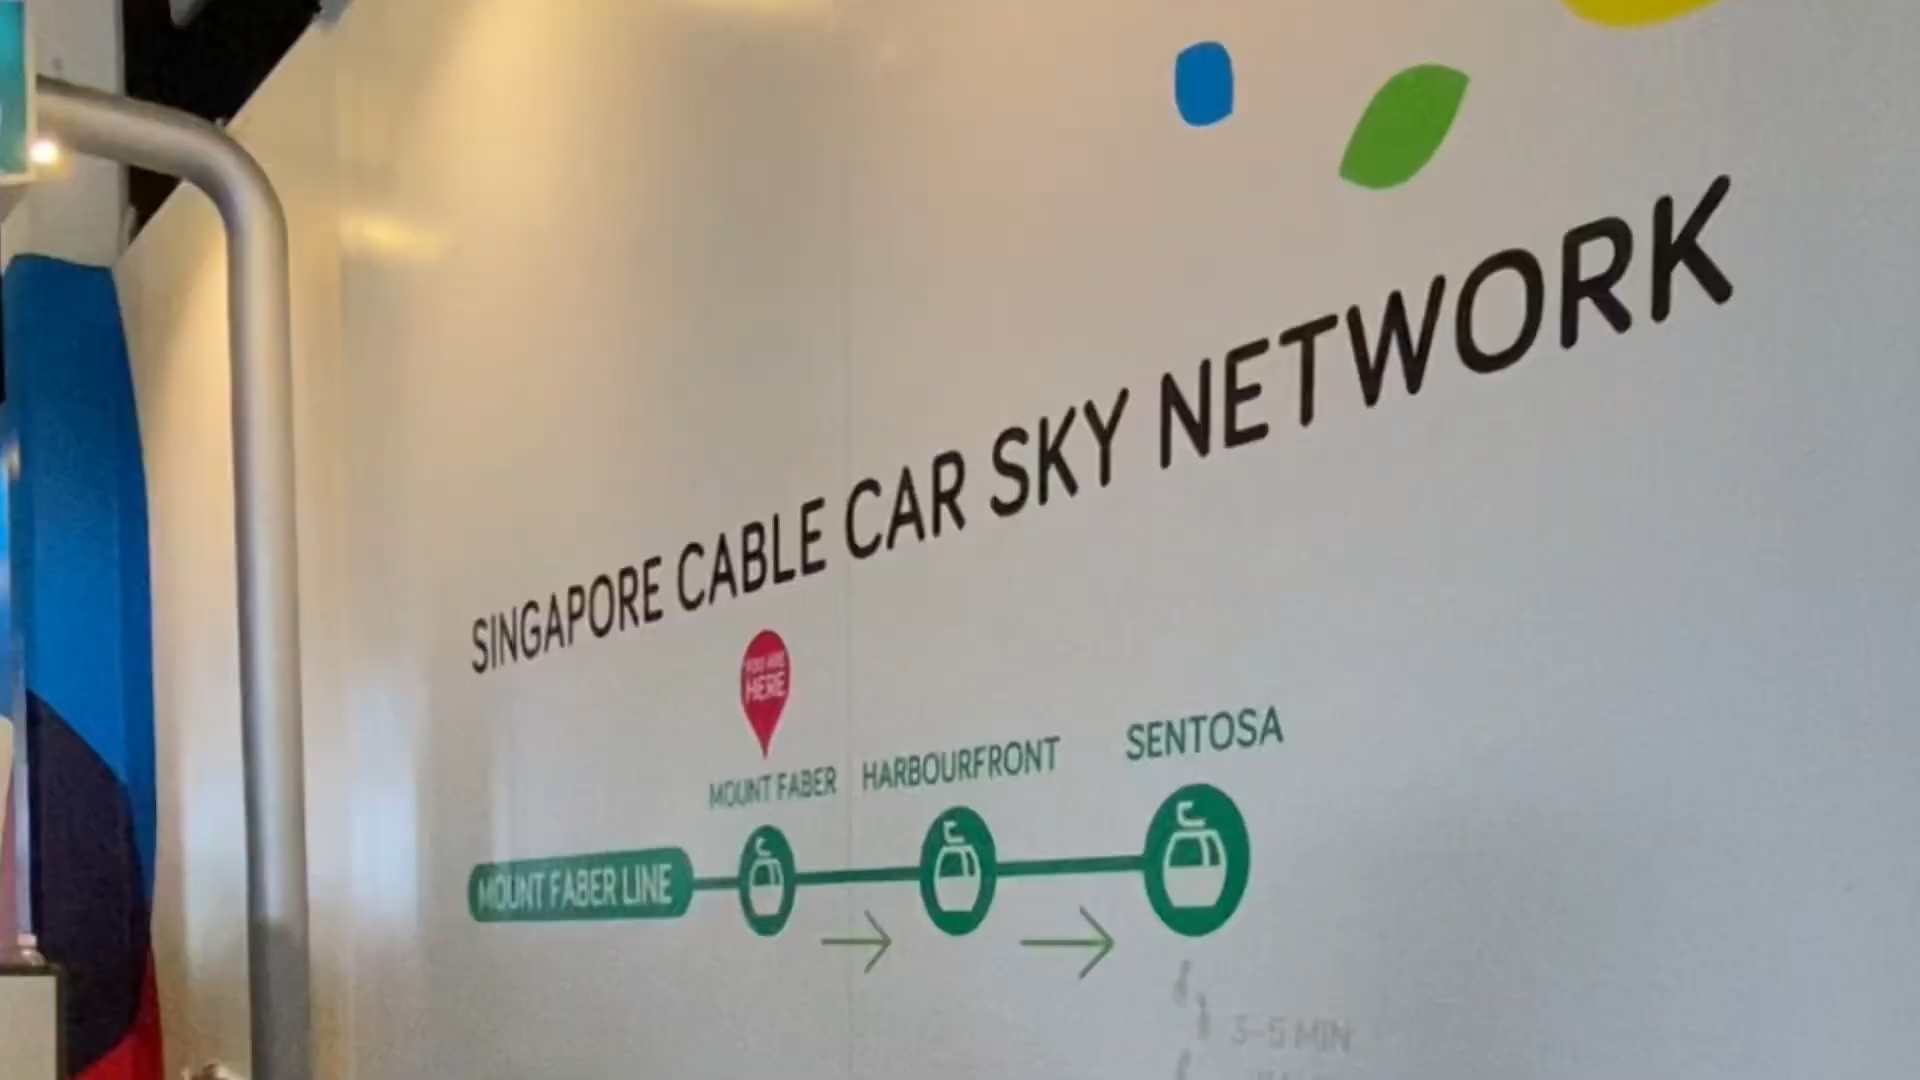 SINGAPORE CABLE CAR SKY NETWORK
YOU ARE
HERE
MOUNT FABER
HARBOURFRONT
SENTOSA
MOUNT FABER LINE
3-5 MIN